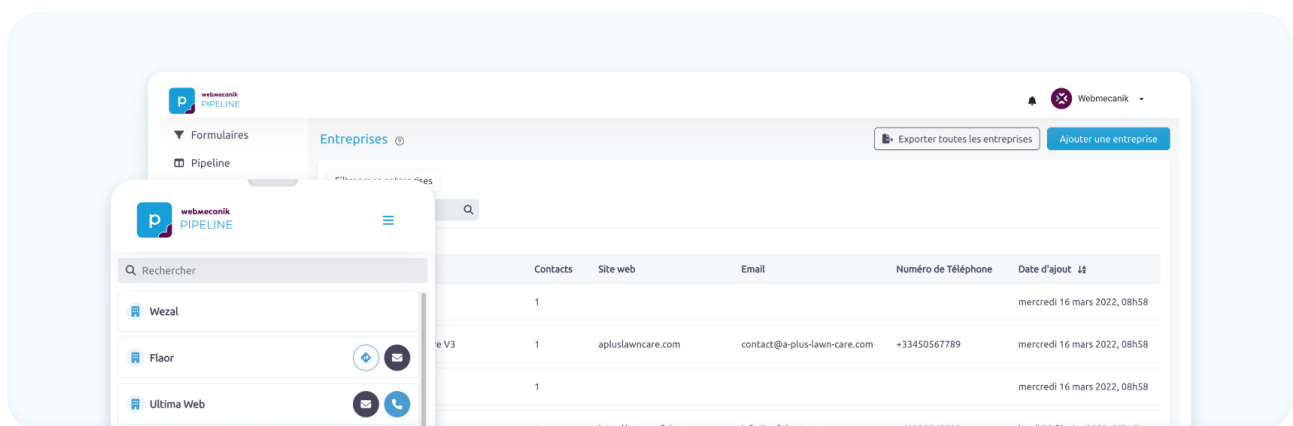 webmecanik
PIPELINE
Webmecanik
Formulaires
Entreprises
Exporter toutes les entreprises
Ajouter une entreprise
Pipeline
webmecanik
PIPELINE
Rechercher
Contacts Site web Email Numéro de Téléphone Date d'ajout
Wezal
1 mercredi 16 mars 2022, 08h58
Flaor
V3 1 apluslawncare.com contact@a-plus-lawn-care.com +33450567789 mercredi 16 mars 2022, 08h58
1 mercredi 16 mars 2022, 08h58
Ultima Web